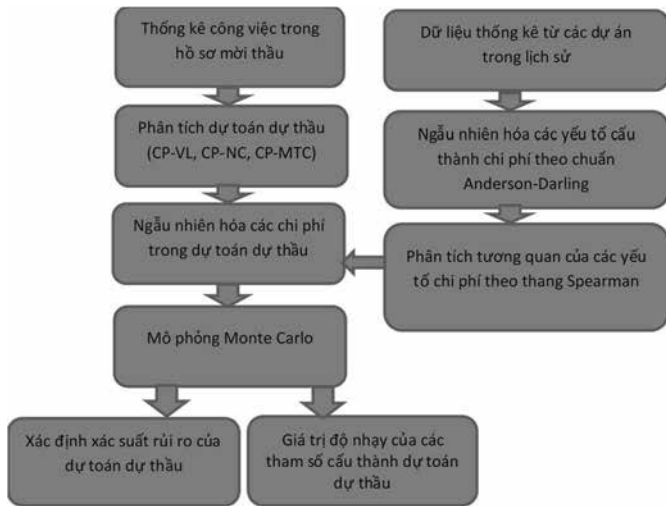 Thống kê công việc trong
hồ sơ mời thầu
Phân tích dự toán dự thầu
(CP-VL, CP-NC, CP-MTC)
Ngẫu nhiên hóa các chi phí
trong dự toán dự thầu
Mô phỏng Monte Carlo
Xác định xác suất rủi ro của
dự toán dự thầu
Giá trị độ nhạy của các
tham số cấu thành dự toán
dự thầu
Dữ liệu thống kê từ các dự án
trong lịch sử
Ngẫu nhiên hóa các yếu tố cấu
thành chi phí theo chuẩn
Anderson-Darling
Phân tích tương quan của các yếu
tố chi phí theo thang Spearman